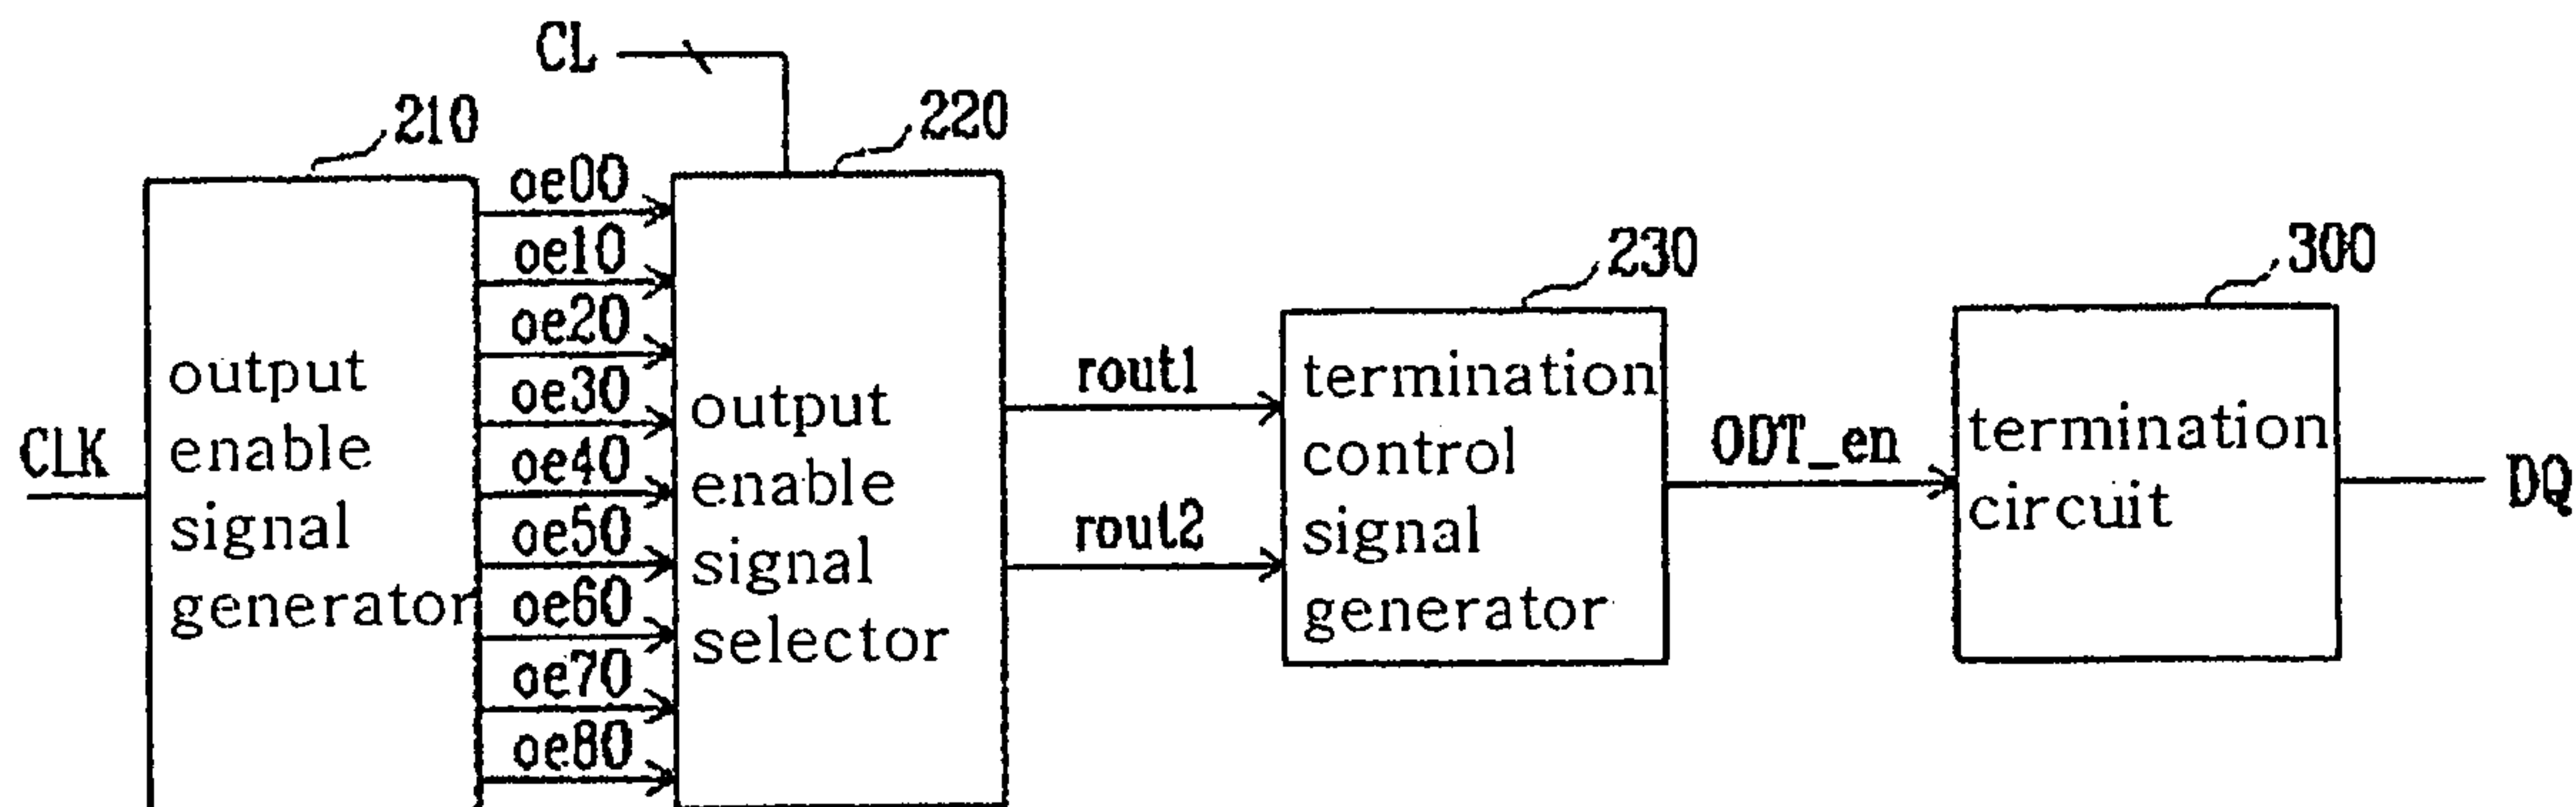 CL
210
220
oe00
oe10
oe20
oe30
oe40
oe50
oe60
oe70
oe80
CLK
output
enable
signal
generator
output
enable
signal
selector
rout1
rout2
230
termination
control
signal
generator
ODT_en
300
termination
circuit
DQ